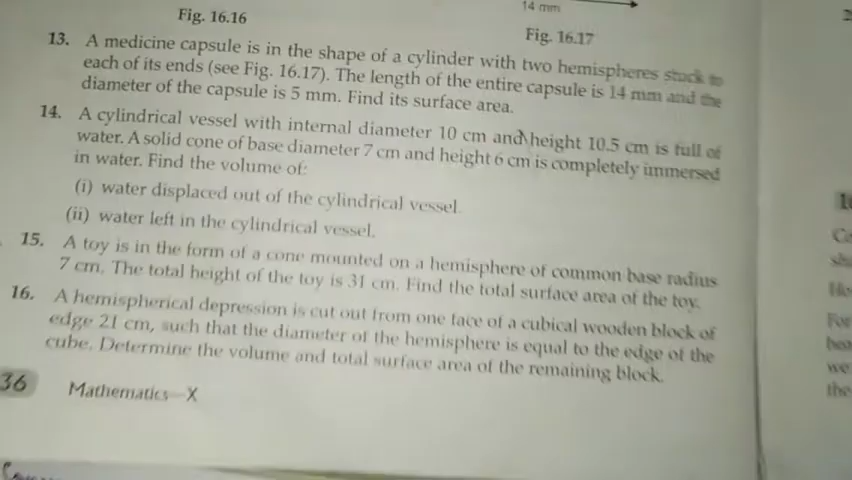 Fig. 16.16
14 mm
Fig. 16.17
13. A medicine capsule is in the shape of a cylinder with two hemispheres stuck to
each of its ends (see Fig. 16.17). The length of the entire capsule is 14 mm and the
diameter of the capsule is 5 mm. Find its surface area.
14. A cylindrical vessel with internal diameter 10 cm and height 10.5 cm is full of
water. A solid cone of base diameter 7 cm and height 6 cm is completely immersed
in water. Find the volume of:
(i) water displaced out of the cylindrical vessel.
(ii) water left in the cylindrical vessel.
15. A toy is in the form of a cone mounted on a hemisphere of common base radius
7 cm. The total height of the toy is 31 cm. Find the total surface area of the toy.
16. A hemispherical depression is cut out from one face of a cubical wooden block of
edge 21 cm, such that the diameter of the hemisphere is equal to the edge of the
cube. Determine the volume and total surface area of the remaining block.
36 Mathematics—X
For
we
the